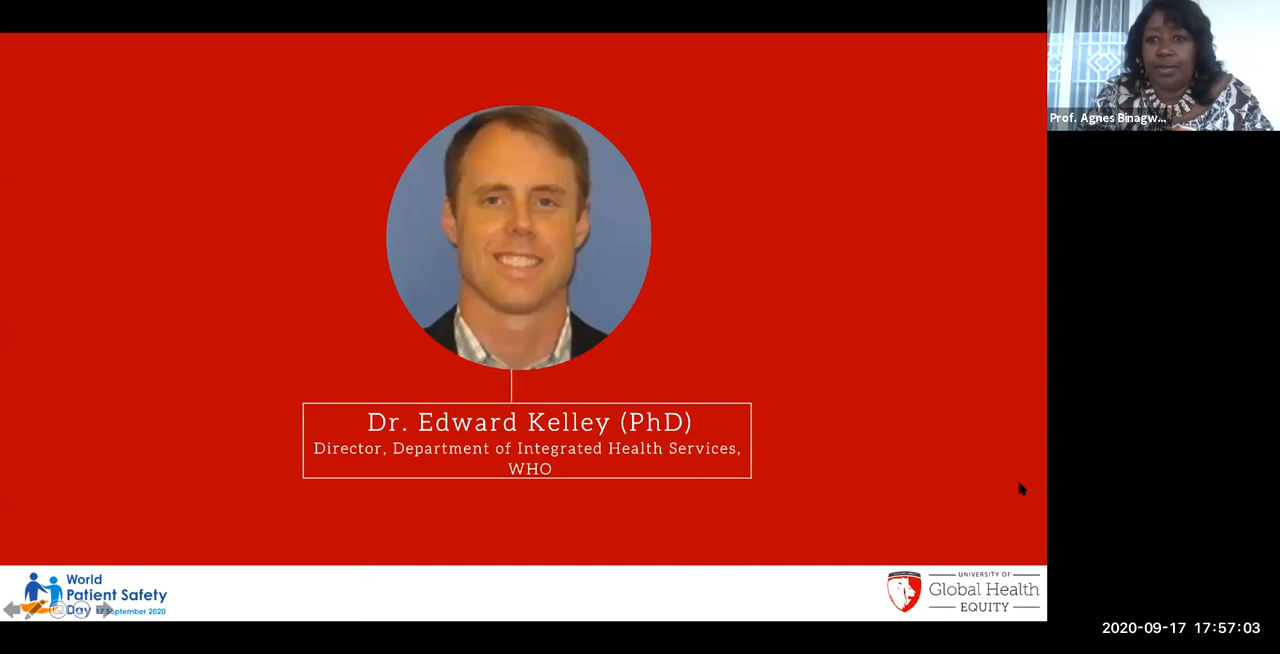 Prof. Agnes Binagw...
Dr. Edward Kelley (PhD)
Director, Department of Integrated Health Services,
WHO
World
Patient Safety
Day 17 September 2020
UNIVERSITY OF
Global Health
EQUITY
2020-09-17 17:57:03